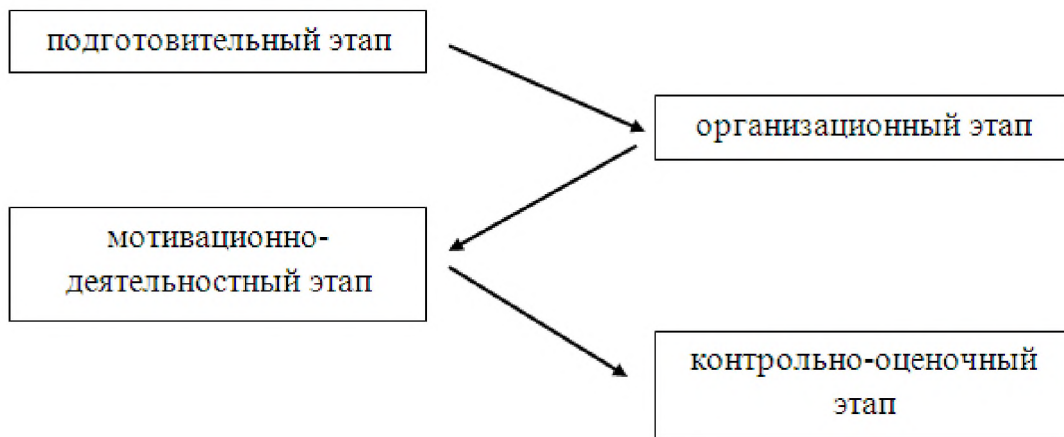 подготовительный этап
организационный этап
мотивационно-
деятельностный этап
контрольно-оценочный
этап